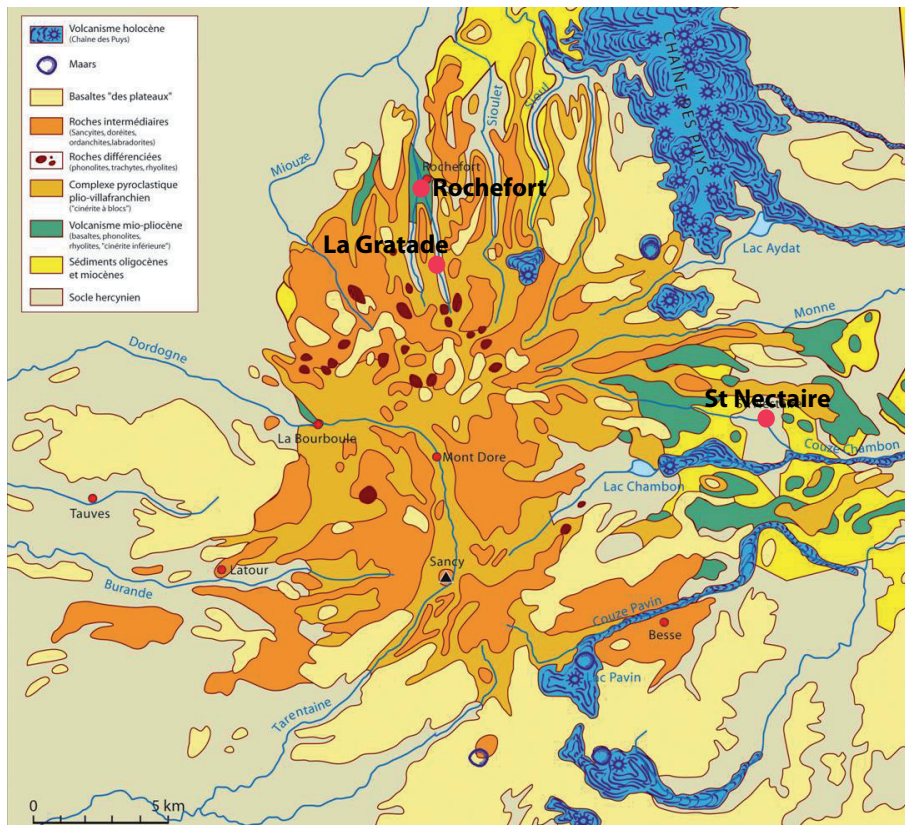 Volcanisme holocène
(Chaîne des Puys)
Maars
Basaltes "des plateaux"
Roches intermédiaires
(Sancyites, doréites,
ordanchites,labradorites)
Roches différenciées
(phonolites, trachytes, rhyolites)
Complexe pyroclastique
plio-villafranchien
("cinérite à blocs")
Volcanisme mio-pliocène
(basaltes, phonolites,
rhyolites, "cinérite inférieure")
Sédiments oligocènes
et miocènes
Socle hercynien
CHAINE DES PUYS
Sioulet
Sioul
Miouze
Rochefort
Rochefort
La Gratade
Lac Aydat
Monne
Dordogne
St Nectaire
La Bourboule
Couze Chambon
Mont Dore
Lac Chambon
Tauves
Sancy
Latour
Burande
Couze Pavin
Besse
Lac Pavin
Tarentaine
0 5 km